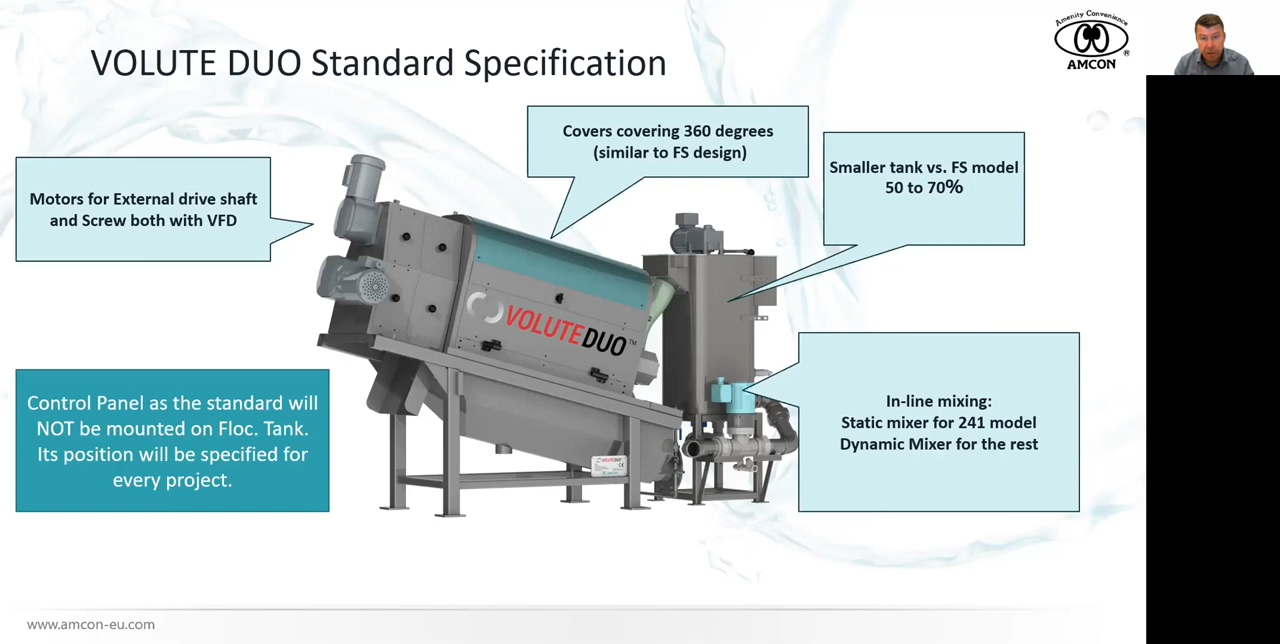 VOLUTE DUO Standard Specification
Amenity Convenience
®
AMCON
Covers covering 360 degrees
(similar to FS design)
Smaller tank vs. FS model
50 to 70%
Motors for External drive shaft
and Screw both with VFD
VOLUTEDUO™
In-line mixing:
Static mixer for 241 model
Dynamic Mixer for the rest
Control Panel as the standard will
NOT be mounted on Floc. Tank.
Its position will be specified for
every project.
VOLUTEDUO
www.amcon-eu.com